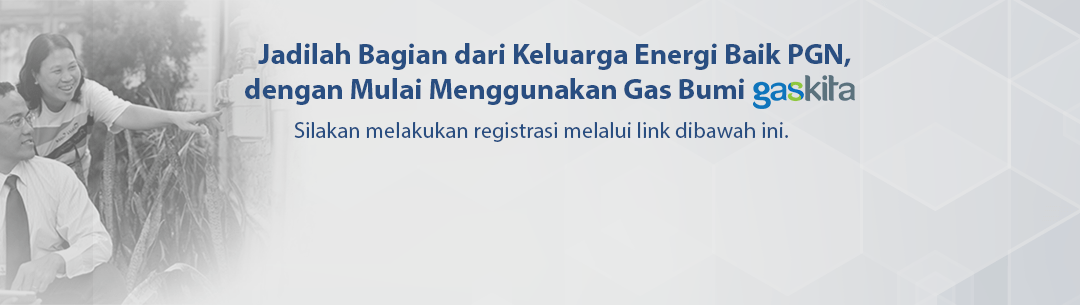 Jadilah Bagian dari Keluarga Energi Baik PGN,
dengan Mulai Menggunakan Gas Bumi gaskita
Silakan melakukan registrasi melalui link dibawah ini.